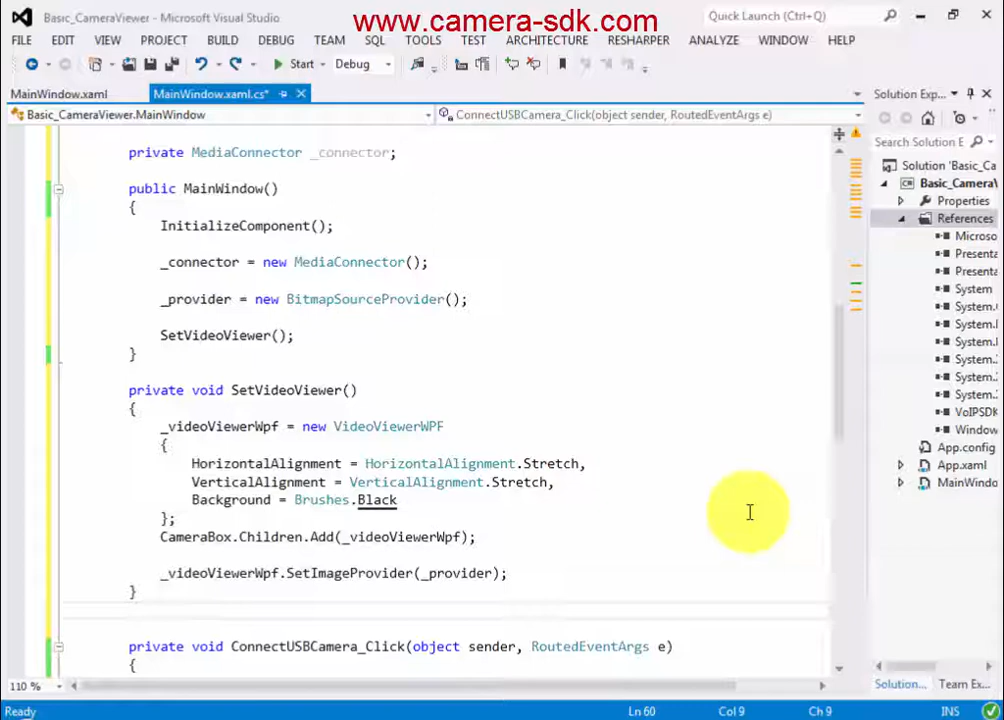 Basic_CameraViewer - Microsoft Visual Studio
www.camera-sdk.com
Quick Launch (Ctrl+Q)
FILE EDIT VIEW PROJECT BUILD DEBUG TEAM SQL TOOLS TEST ARCHITECTURE RESHARPER ANALYZE WINDOW HELP
Start Debug
MainWindow.xaml MainWindow.xaml.cs*
Solution Exp...
Basic_CameraViewer.MainWindow ConnectUSBCamera_Click(object sender, RoutedEventArgs e)
Search Solution E
private MediaConnector _connector;
public MainWindow()
{
InitializeComponent();
_connector = new MediaConnector();
_provider = new BitmapSourceProvider();
SetVideoViewer();
}
private void SetVideoViewer()
{
_videoViewerWpf = new VideoViewerWPF
{
HorizontalAlignment = HorizontalAlignment.Stretch,
VerticalAlignment = VerticalAlignment.Stretch,
Background = Brushes.Black
};
CameraBox.Children.Add(_videoViewerWpf);
_videoViewerWpf.SetImageProvider(_provider);
}
private void ConnectUSBCamera_Click(object sender, RoutedEventArgs e)
{
Solution 'Basic_Ca
Basic_CameraV
Properties
References
Microso
Presenta
Presenta
System
System.
System.
System.
System.
System.
System.
VoIPSDK
Window
App.config
App.xaml
MainWindo
110 %
Solution... Team Ex...
Ready Ln 60 Col 9 Ch 9 INS